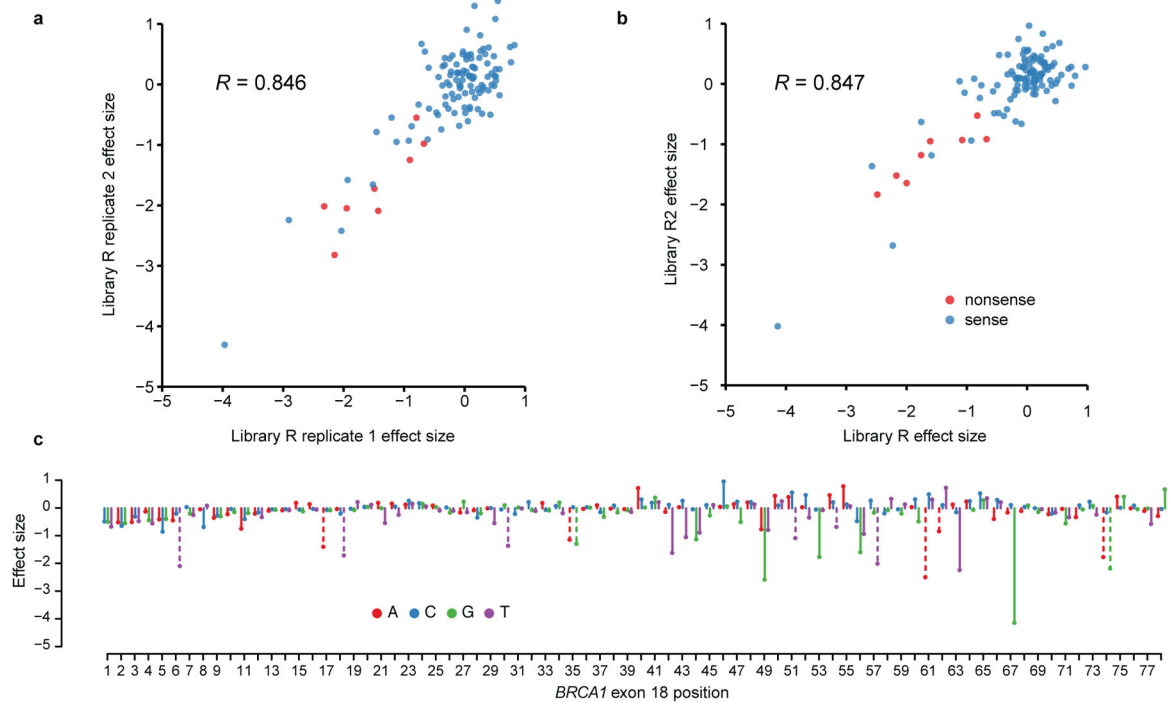 a
1
0
−1
−2
−3
−4
−5
Library R replicate 2 effect size
R = 0.846
−5 −4 −3 −2 −1 0 1
Library R replicate 1 effect size
b
1
0
−1
−2
−3
−4
−5
Library R2 effect size
R = 0.847
nonsense
sense
−5 −4 −3 −2 −1 0 1
Library R effect size
c
1
0
−1
−2
−3
−4
−5
Effect size
A C G T
1 2 3 4 5 6 7 8 9 11 13 15 17 19 21 23 25 27 29 31 33 35 37 39 41 43 45 47 49 51 53 55 57 59 61 63 65 67 69 71 73 75 77
BRCA1 exon 18 position